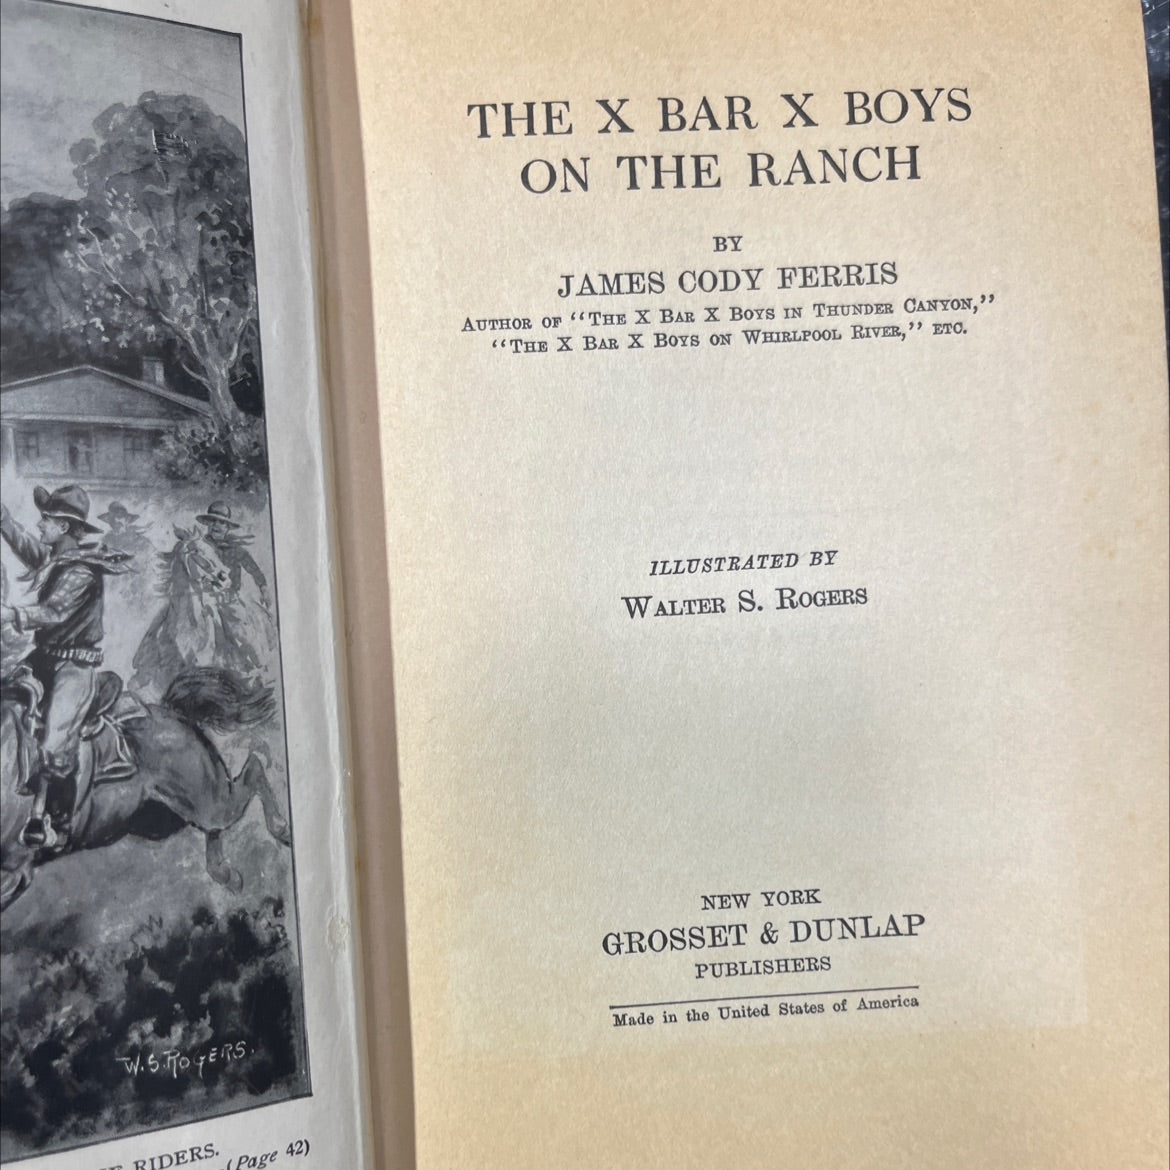 THE X BAR X BOYS
ON THE RANCH
BY
JAMES CODY FERRIS
AUTHOR OF “THE X BAR X BOYS IN THUNDER CANYON,”
“THE X BAR X BOYS ON WHIRLPOOL RIVER,” ETC.
ILLUSTRATED BY
WALTER S. ROGERS
NEW YORK
GROSSET & DUNLAP
PUBLISHERS
Made in the United States of America
W.S.ROGERS.
RIDERS.
(Page 42)